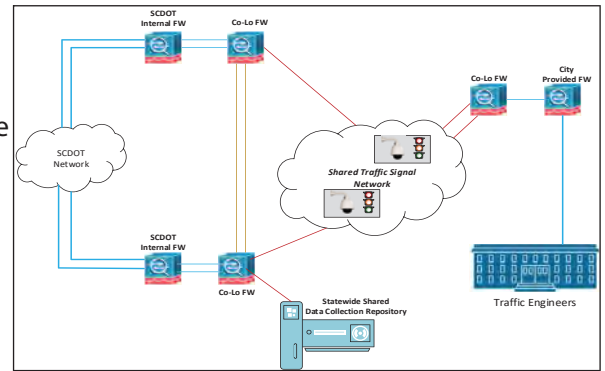 SCDOT
Internal FW
Co-Lo FW
Co-Lo FW
City
Provided FW
SCDOT
Network
Shared Traffic Signal
Network
SCDOT
Internal FW
Co-Lo FW
Statewide Shared
Data Collection Repository
Traffic Engineers